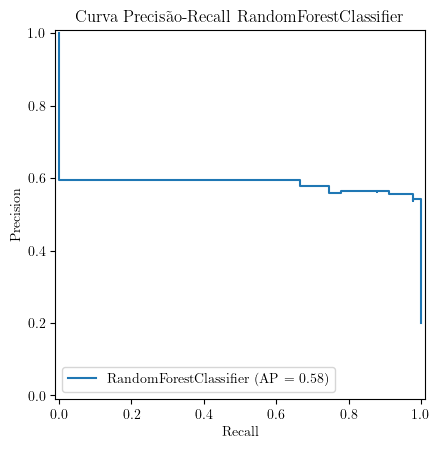 Curva Precisão-Recall RandomForestClassifier
1.0
0.8
0.6
0.4
0.2
0.0
Precision
RandomForestClassifier (AP = 0.58)
0.0 0.2 0.4 0.6 0.8 1.0
Recall